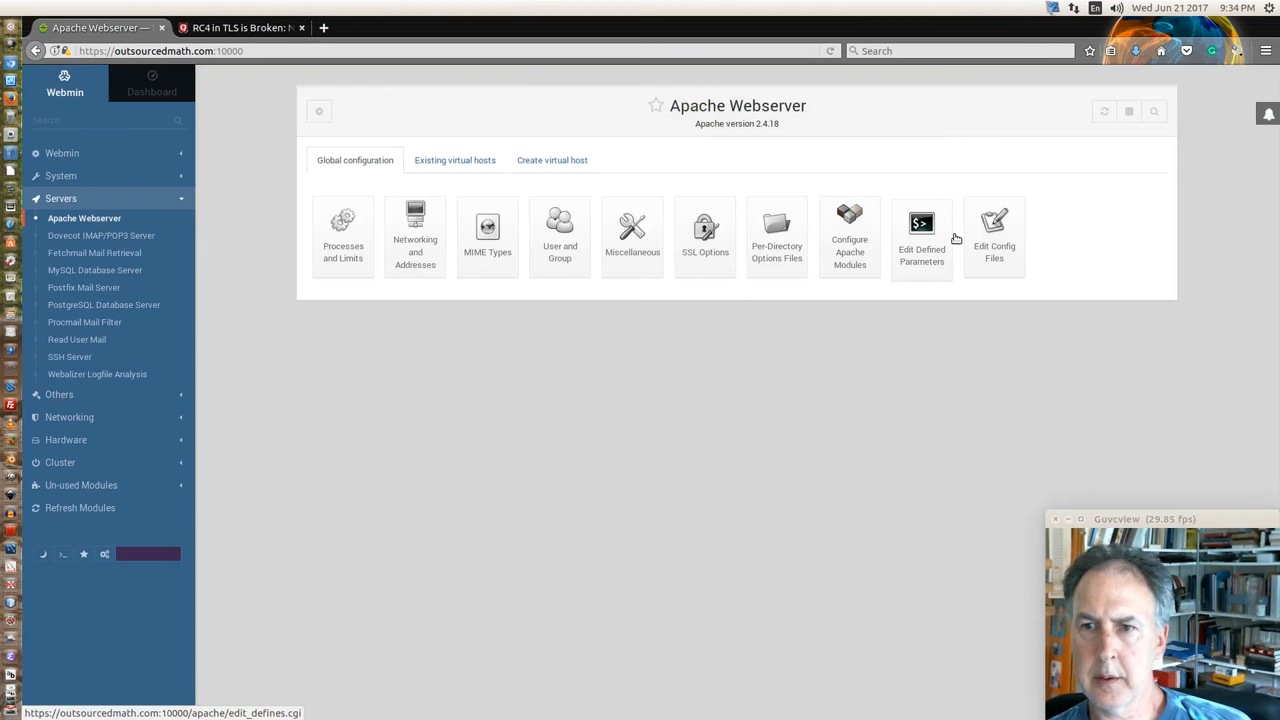 Wed Jun 21 2017 9:34 PM
En
Apache Webserver —
RC4 in TLS is Broken: N
https://outsourcedmath.com:10000
Search
Webmin
Dashboard
Search
Webmin
System
Servers
Apache Webserver
Dovecot IMAP/POP3 Server
Fetchmail Mail Retrieval
MySQL Database Server
Postfix Mail Server
PostgreSQL Database Server
Procmail Mail Filter
Read User Mail
SSH Server
Webalizer Logfile Analysis
Others
Networking
Hardware
Cluster
Un-used Modules
Refresh Modules
Apache Webserver
Apache version 2.4.18
Global configuration
Existing virtual hosts
Create virtual host
Processes
and Limits
Networking
and
Addresses
MIME Types
User and
Group
Miscellaneous
SSL Options
Per-Directory
Options Files
Configure
Apache
Modules
$>
Edit Defined
Parameters
Edit Config
Files
Guvcview (29.85 fps)
https://outsourcedmath.com:10000/apache/edit_defines.cgi